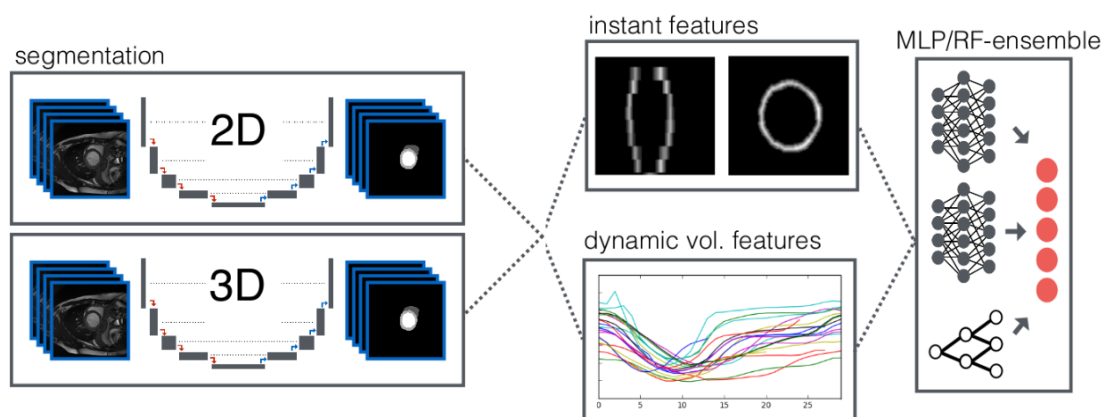 segmentation
2D
3D
instant features
dynamic vol. features
0 5 10 15 20 25
MLP/RF-ensemble